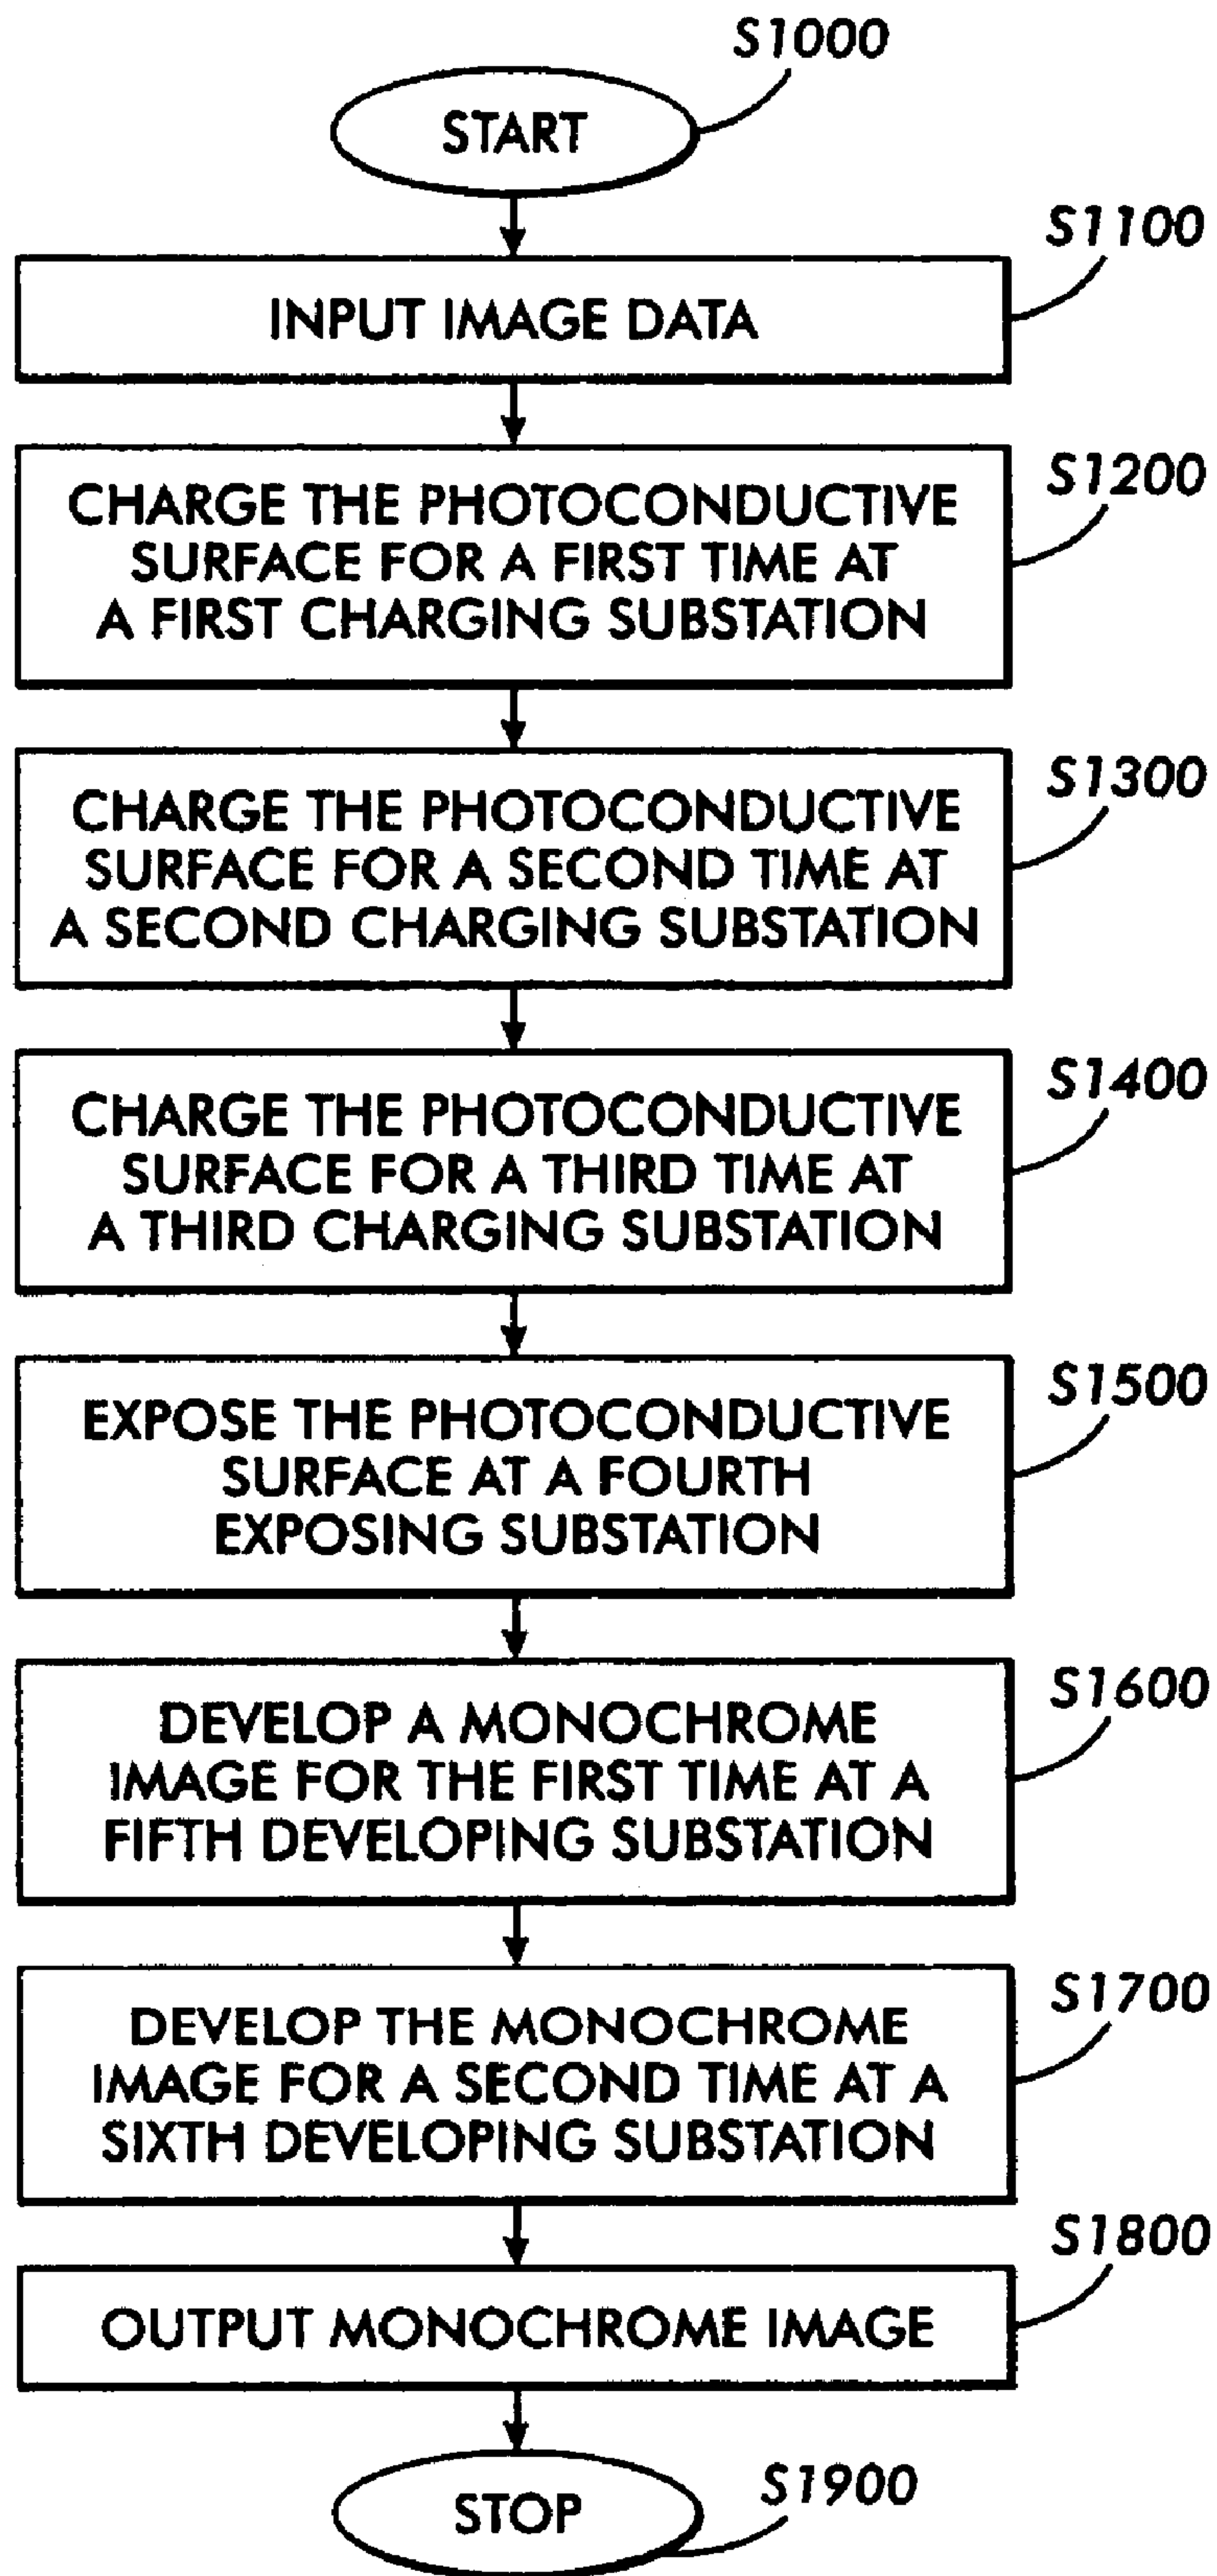 S1000
START
S1100
INPUT IMAGE DATA
S1200
CHARGE THE PHOTOCONDUCTIVE
SURFACE FOR A FIRST TIME AT
A FIRST CHARGING SUBSTATION
S1300
CHARGE THE PHOTOCONDUCTIVE
SURFACE FOR A SECOND TIME AT
A SECOND CHARGING SUBSTATION
S1400
CHARGE THE PHOTOCONDUCTIVE
SURFACE FOR A THIRD TIME AT
A THIRD CHARGING SUBSTATION
S1500
EXPOSE THE PHOTOCONDUCTIVE
SURFACE AT A FOURTH
EXPOSING SUBSTATION
S1600
DEVELOP A MONOCHROME
IMAGE FOR THE FIRST TIME AT A
FIFTH DEVELOPING SUBSTATION
S1700
DEVELOP THE MONOCHROME
IMAGE FOR A SECOND TIME AT A
SIXTH DEVELOPING SUBSTATION
S1800
OUTPUT MONOCHROME IMAGE
STOP
S1900